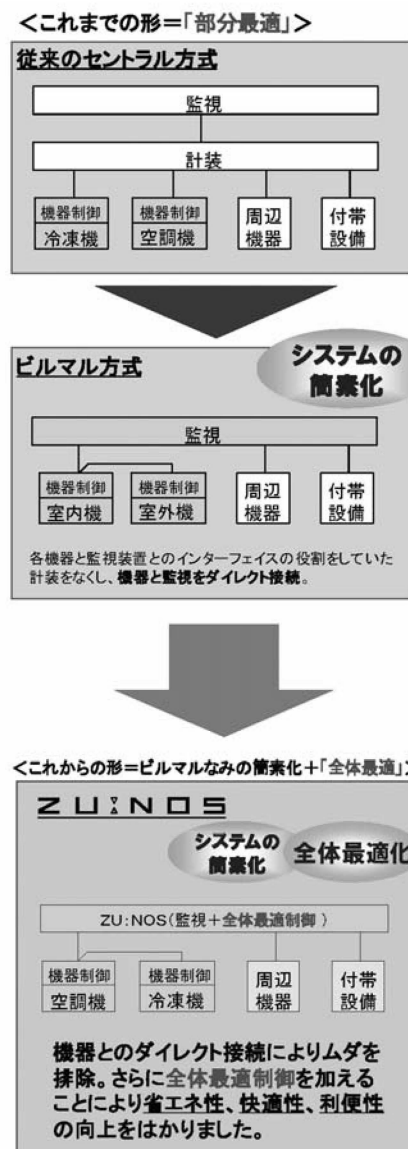 <これまでの形＝「部分最適」>
従来のセントラル方式
監視
計装
機器制御 機器制御 周辺 付帯
冷凍機 空調機 機器 設備
システムの
簡素化
ビルマル方式
監視
機器制御 機器制御 周辺 付帯
室内機 室外機 機器 設備
各機器と監視装置とのインターフェイスの役割をしていた
計装をなくし、機器と監視をダイレクト接続。
<これからの形＝ビルマルなみの簡素化＋「全体最適」>
ZU:NOS
システムの
簡素化
全体最適化
ZU:NOS(監視＋全体最適制御 )
機器制御 機器制御 周辺 付帯
空調機 冷凍機 機器 設備
機器とのダイレクト接続によりムダを
排除。さらに全体最適制御を加える
ことにより省エネ性、快適性、利便性
の向上をはかりました。